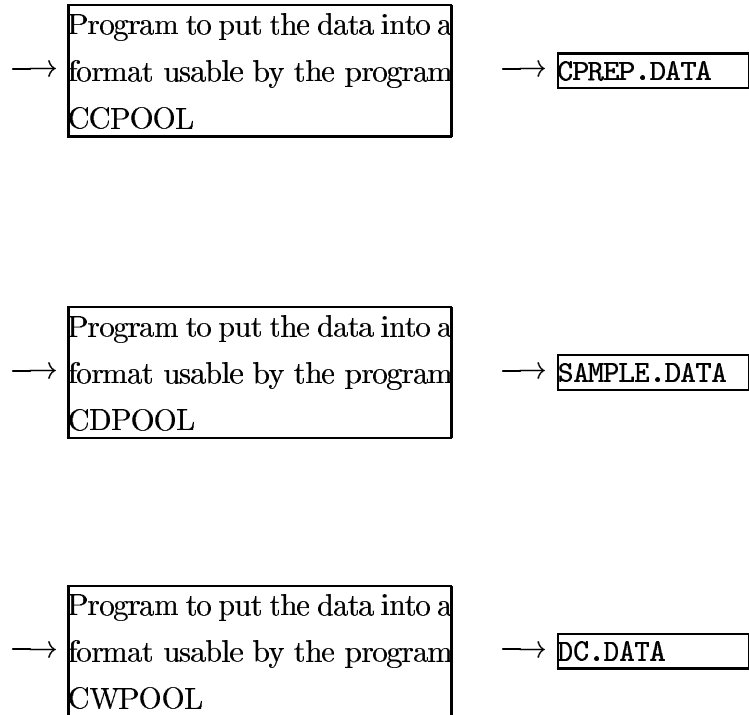 Program to put the data into a
⟶ format usable by the program ⟶ CPREP.DATA
CCPOOL
Program to put the data into a
⟶ format usable by the program ⟶ SAMPLE.DATA
CDPOOL
Program to put the data into a
⟶ format usable by the program ⟶ DC.DATA
CWPOOL